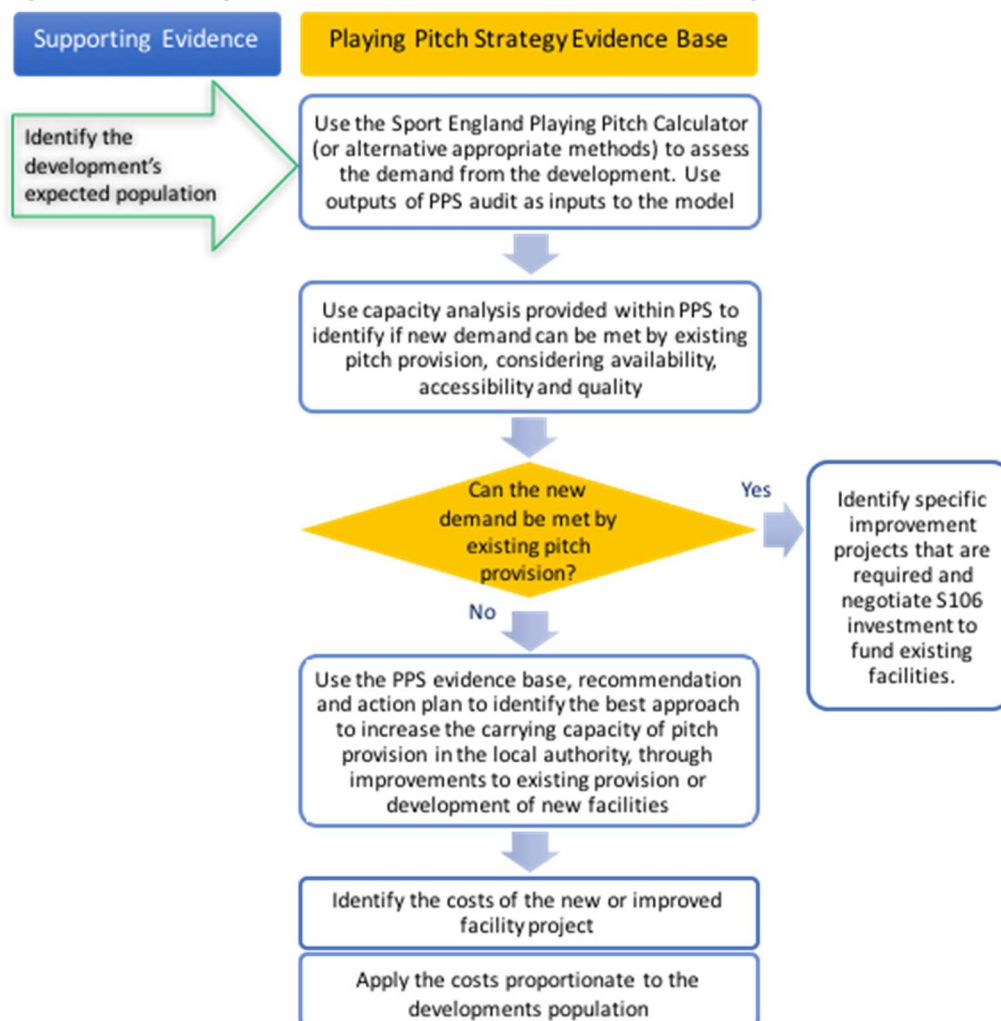 Supporting Evidence
Playing Pitch Strategy Evidence Base
Identify the
development's
expected population
Use the Sport England Playing Pitch Calculator
(or alternative appropriate methods) to assess
the demand from the development. Use
outputs of PPS audit as inputs to the model
Use capacity analysis provided within PPS to
identify if new demand can be met by existing
pitch provision, considering availability,
accessibility and quality
Can the new
demand be met by
existing pitch
provision?
Yes
Identify specific
improvement
projects that are
required and
negotiate S106
investment to
fund existing
facilities.
No
Use the PPS evidence base, recommendation
and action plan to identify the best approach
to increase the carrying capacity of pitch
provision in the local authority, through
improvements to existing provision or
development of new facilities
Identify the costs of the new or improved
facility project
Apply the costs proportionate to the
developments population